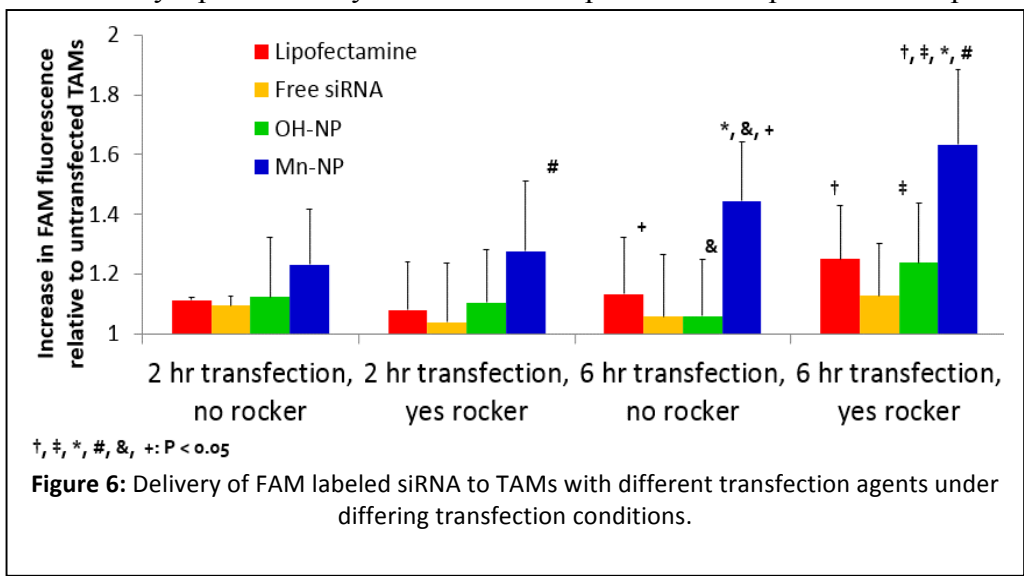 2
1.8
1.6
1.4
1.2
1
Increase in FAM fluorescence
relative to untransfected TAMs
Lipofectamine
Free siRNA
OH-NP
Mn-NP
#
+
&
*, &, +
†
‡
†, ‡, *, #
2 hr transfection,
no rocker
2 hr transfection,
yes rocker
6 hr transfection,
no rocker
6 hr transfection,
yes rocker
†, ‡, *, #, &, +: P < 0.05
Figure 6: Delivery of FAM labeled siRNA to TAMs with different transfection agents under
differing transfection conditions.